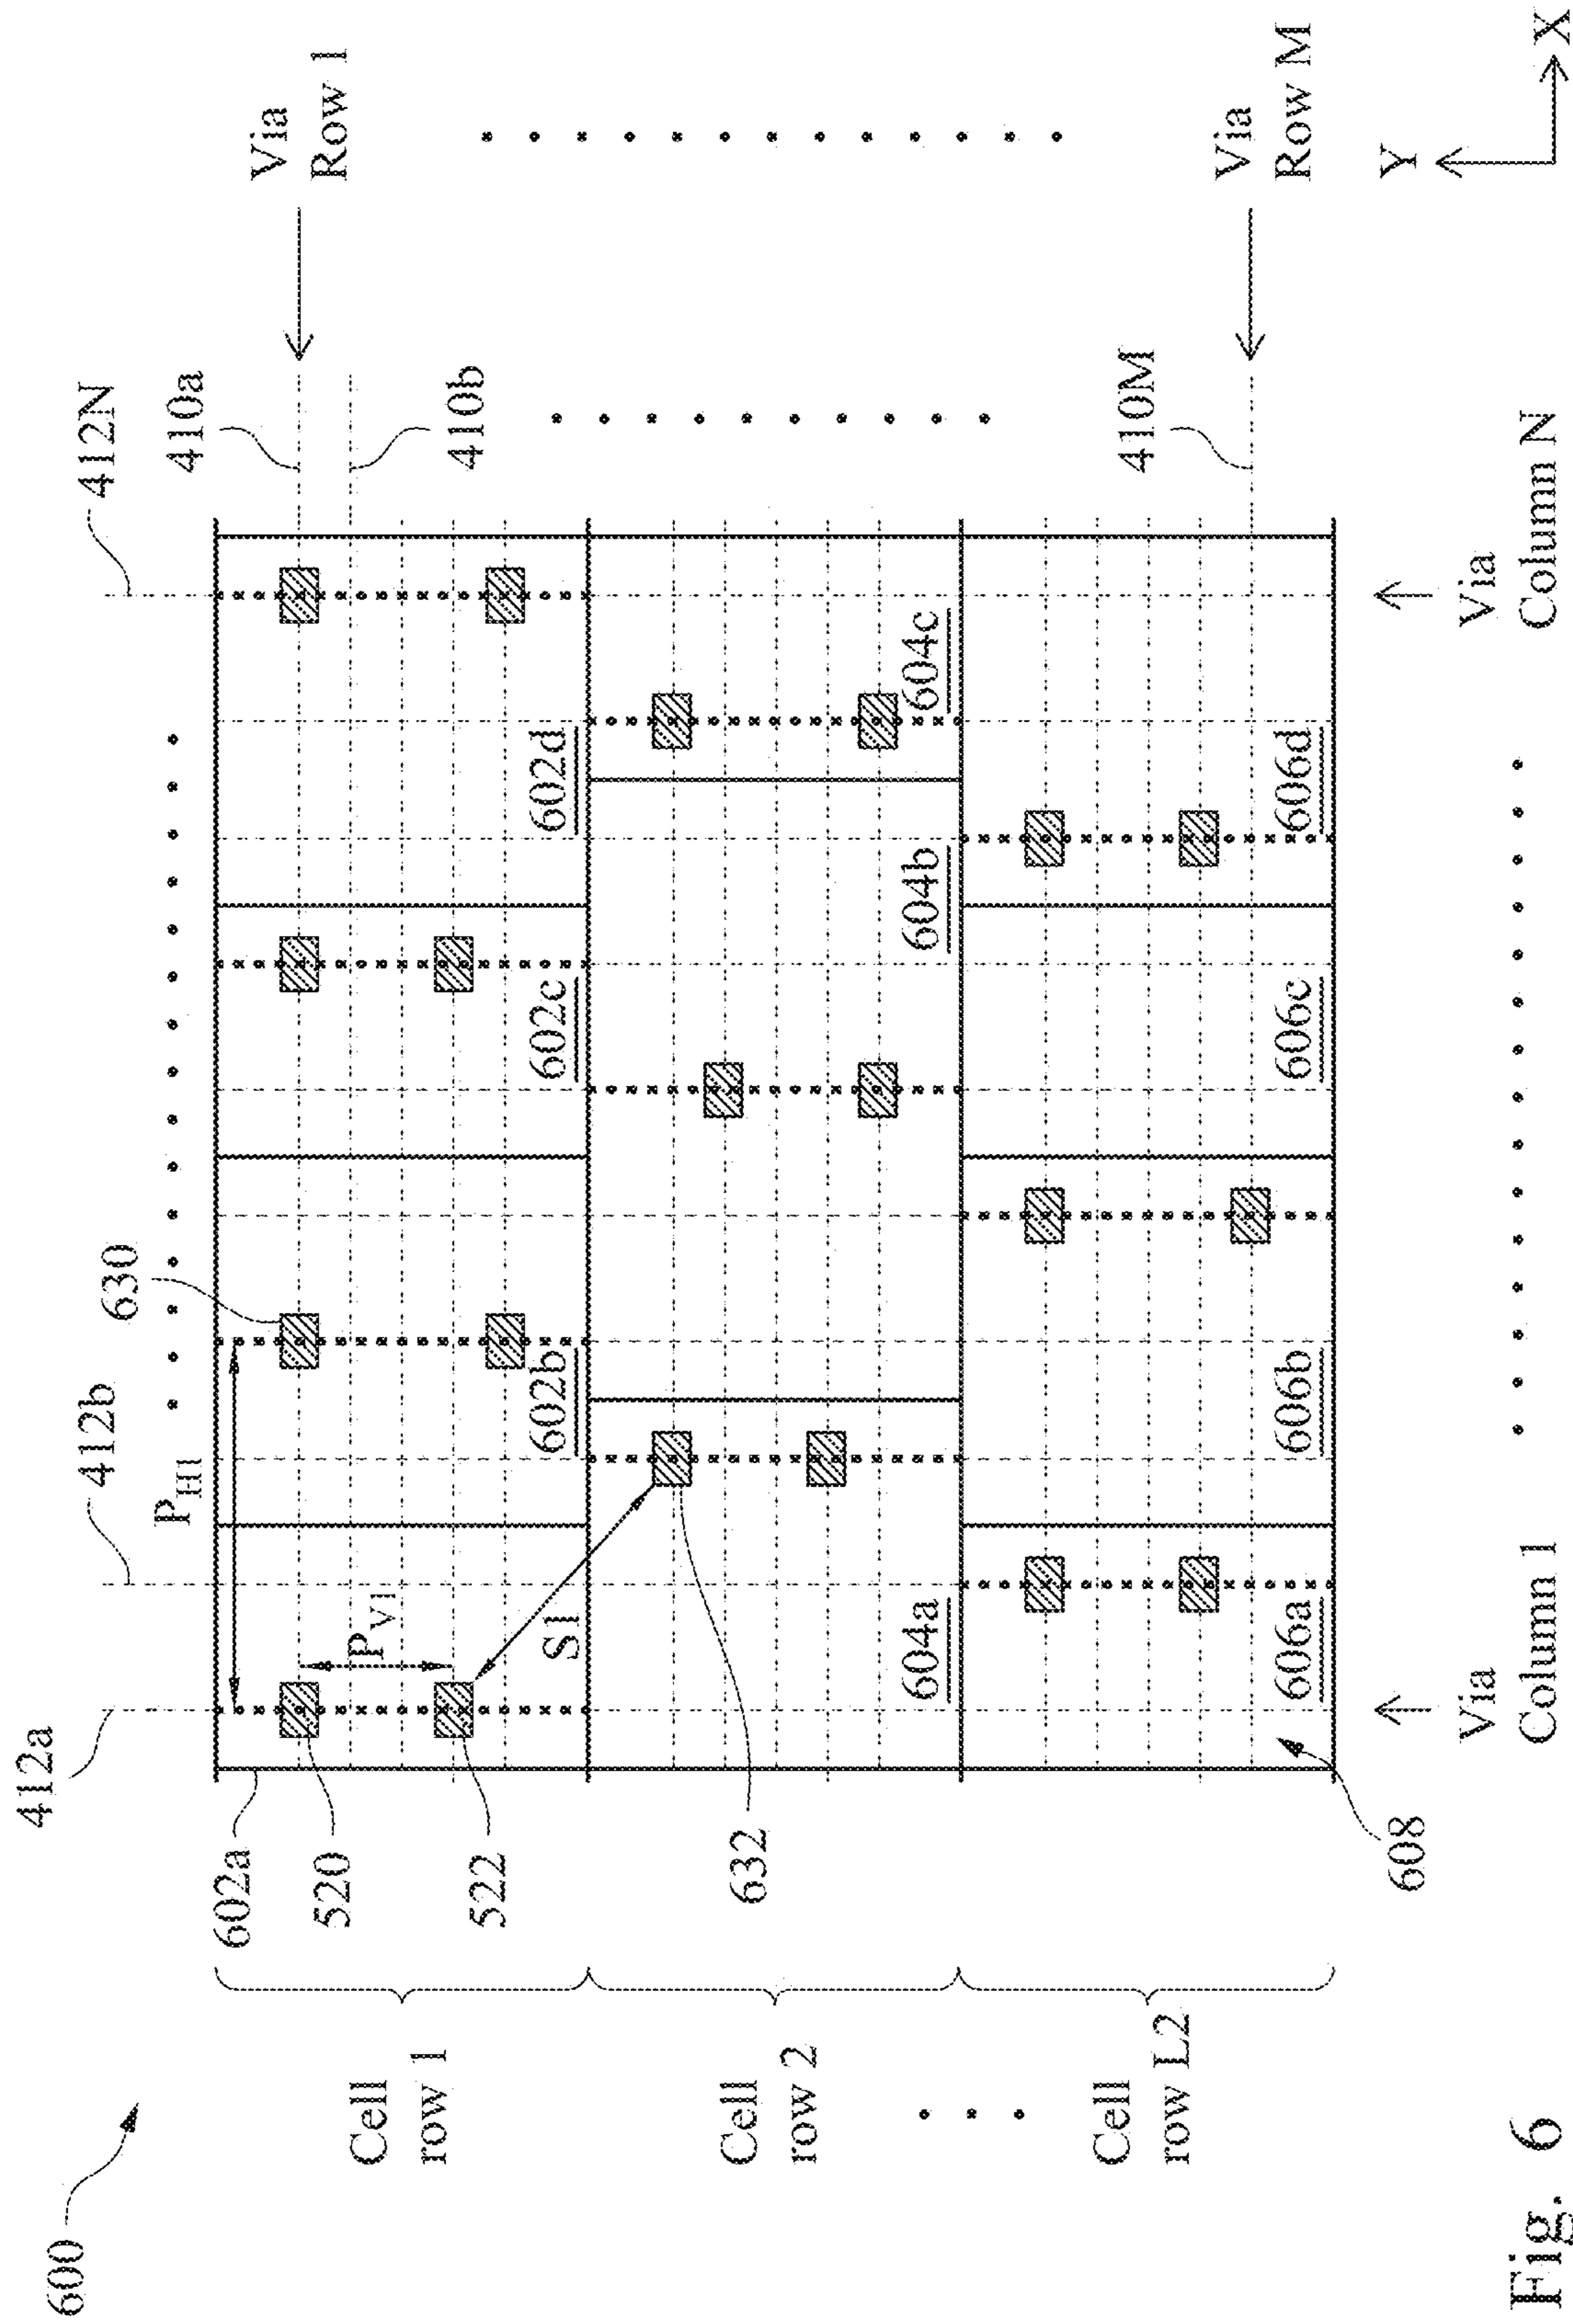 600
412a
412b
412N
P_H1
630
410a
410b
Via
Row 1
602a
520
522
P_V1
S1
602b
602c
602d
Cell
row 1
632
604a
604b
604c
Cell
row 2
410M
Via
Row M
608
606a
606b
606c
606d
Cell
row L2
Via
Column 1
Via
Column N
Y
X
Fig. 6